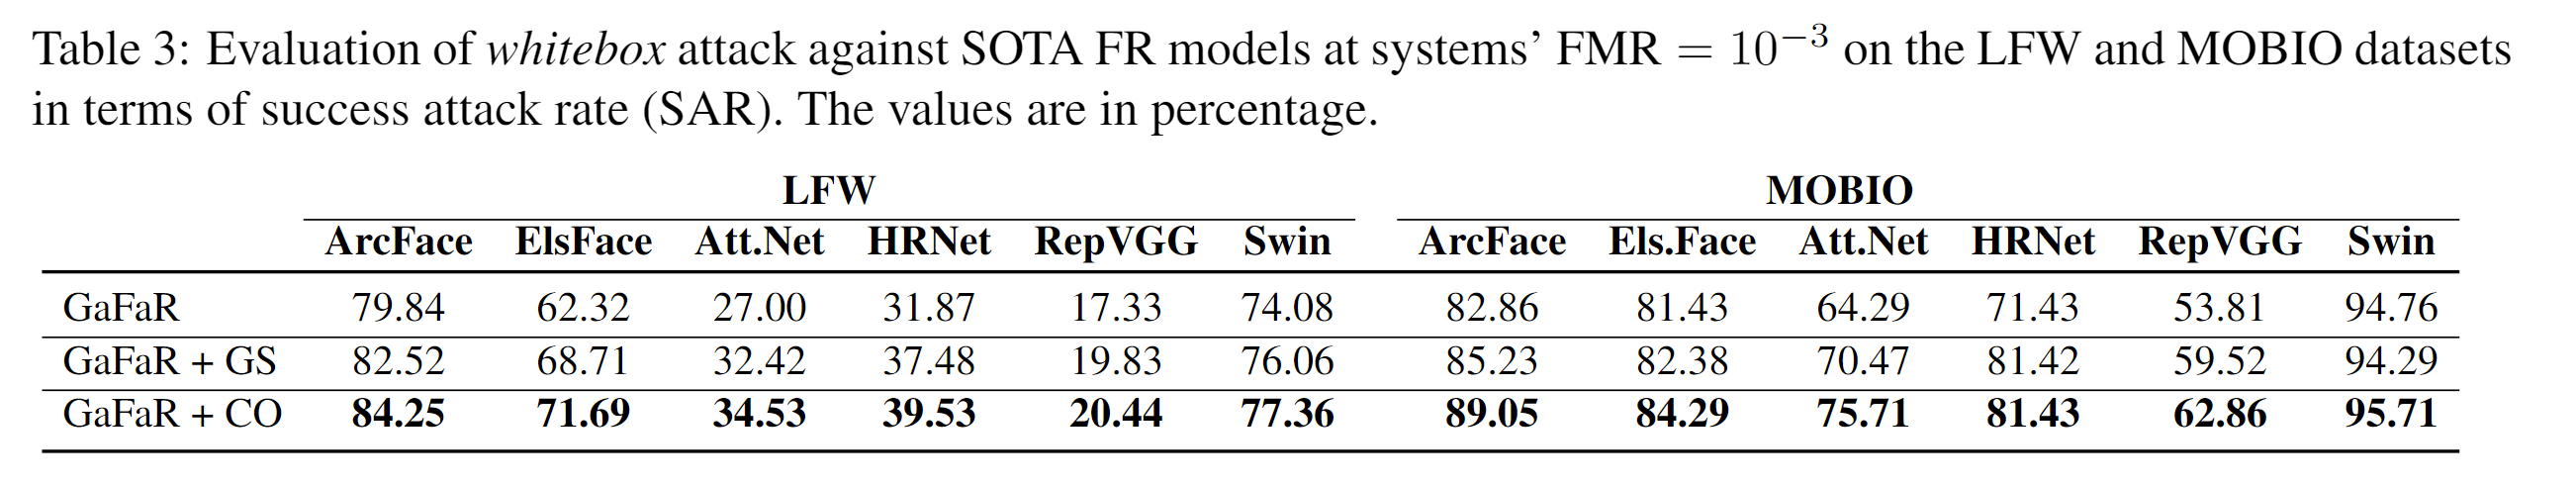 Table 3: Evaluation of whitebox attack against SOTA FR models at systems’ FMR = 10⁻³ on the LFW and MOBIO datasets
in terms of success attack rate (SAR). The values are in percentage.
LFW MOBIO
ArcFace ElsFace Att.Net HRNet RepVGG Swin ArcFace Els.Face Att.Net HRNet RepVGG Swin
GaFaR 79.84 62.32 27.00 31.87 17.33 74.08 82.86 81.43 64.29 71.43 53.81 94.76
GaFaR + GS 82.52 68.71 32.42 37.48 19.83 76.06 85.23 82.38 70.47 81.42 59.52 94.29
GaFaR + CO 84.25 71.69 34.53 39.53 20.44 77.36 89.05 84.29 75.71 81.43 62.86 95.71